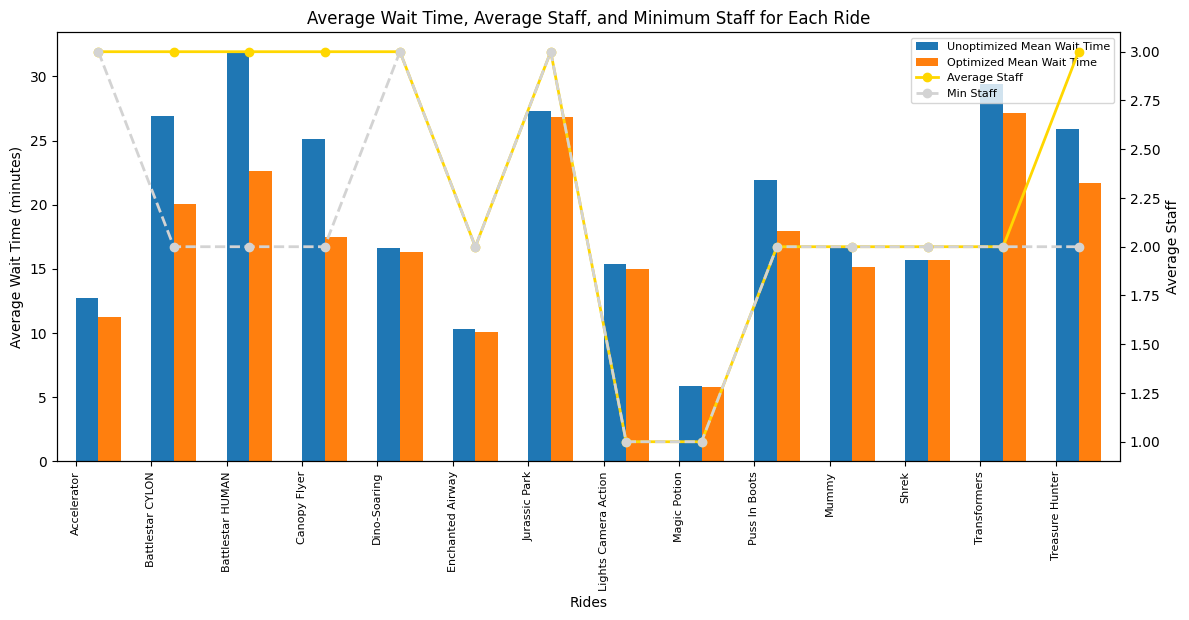 Average Wait Time, Average Staff, and Minimum Staff for Each Ride
Unoptimized Mean Wait Time
Optimized Mean Wait Time
Average Staff
Min Staff
Average Wait Time (minutes)
30
25
20
15
10
5
0
3.00
2.75
2.50
2.25
2.00
1.75
1.50
1.25
1.00
Average Staff
Accelerator
Battlestar CYLON
Battlestar HUMAN
Canopy Flyer
Dino-Soaring
Enchanted Airway
Jurassic Park
Lights Camera Action
Magic Potion
Puss In Boots
Mummy
Shrek
Transformers
Treasure Hunter
Rides